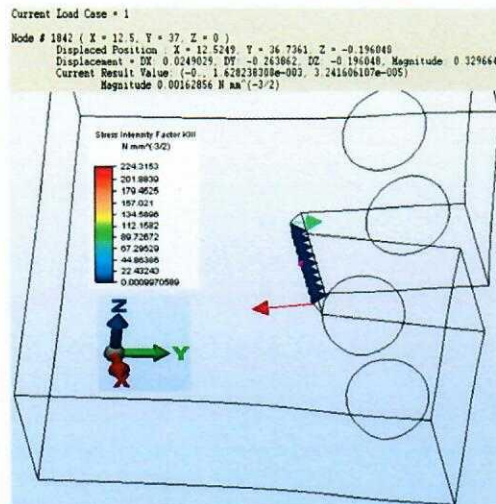 Current Load Case = 1
Node # 1842 ( X = 12.5, Y = 37, Z = 0 )
Displaced Position : X = 12.5249, Y = 36.7361, Z = -0.196048
Displacement = DX: 0.0249029, DY: -0.263862, DZ: -0.196048, Magnitude: 0.329664
Current Result Value: (-0., 1.628238308e-003, 3.241606107e-005)
Magnitude 0.00162856 N mm^(-3/2)
Stress Intensity Factor KIII
N mm^(-3/2)
224.3153
201.8839
179.4525
157.021
134.5896
112.1582
89.72672
67.29529
44.86386
22.43243
0.0009970589
Z
Y
X